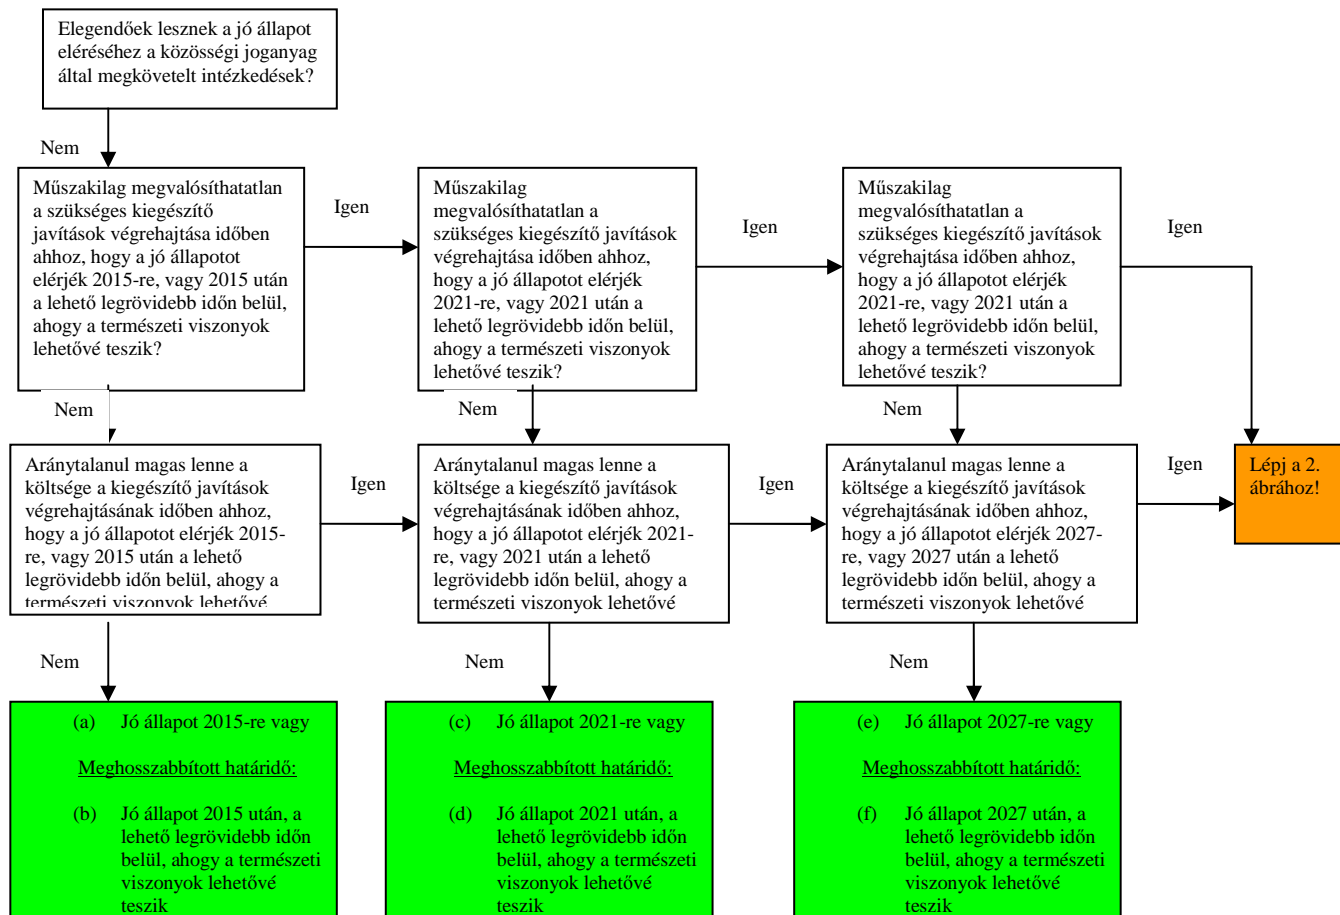 Elegendőek lesznek a jó állapot
eléréséhez a közösségi joganyag
által megkövetelt intézkedések?
Nem
Műszakilag megvalósíthatatlan
a szükséges kiegészítő
javítások végrehajtása időben
ahhoz, hogy a jó állapotot
elérjék 2015-re, vagy 2015 után
a lehető legrövidebb időn belül,
ahogy a természeti viszonyok
lehetővé teszik?
Igen
Műszakilag
megvalósíthatatlan a
szükséges kiegészítő javítások
végrehajtása időben ahhoz,
hogy a jó állapotot elérjék
2021-re, vagy 2021 után a
lehető legrövidebb időn belül,
ahogy a természeti viszonyok
lehetővé teszik?
Igen
Műszakilag
megvalósíthatatlan a
szükséges kiegészítő javítások
végrehajtása időben ahhoz,
hogy a jó állapotot elérjék
2021-re, vagy 2021 után a
lehető legrövidebb időn belül,
ahogy a természeti viszonyok
lehetővé teszik?
Igen
Nem
Nem
Nem
Aránytalanul magas lenne a
költsége a kiegészítő javítások
végrehajtásának időben ahhoz,
hogy a jó állapotot elérjék 2015-
re, vagy 2015 után a lehető
legrövidebb időn belül, ahogy a
természeti viszonyok lehetővé
Igen
Aránytalanul magas lenne a
költsége a kiegészítő javítások
végrehajtásának időben ahhoz,
hogy a jó állapotot elérjék 2021-
re, vagy 2021 után a lehető
legrövidebb időn belül, ahogy a
természeti viszonyok lehetővé
Igen
Aránytalanul magas lenne a
költsége a kiegészítő javítások
végrehajtásának időben ahhoz,
hogy a jó állapotot elérjék 2027-
re, vagy 2027 után a lehető
legrövidebb időn belül, ahogy a
természeti viszonyok lehetővé
Igen
Lépj a 2.
ábrához!
Nem
Nem
Nem
(a) Jó állapot 2015-re vagy
Meghosszabbított határidő:
(b) Jó állapot 2015 után, a
lehető legrövidebb időn
belül, ahogy a természeti
viszonyok lehetővé
teszik
(c) Jó állapot 2021-re vagy
Meghosszabbított határidő:
(d) Jó állapot 2021 után, a
lehető legrövidebb időn
belül, ahogy a természeti
viszonyok lehetővé
teszik
(e) Jó állapot 2027-re vagy
Meghosszabbított határidő:
(f) Jó állapot 2027 után, a
lehető legrövidebb időn
belül, ahogy a természeti
viszonyok lehetővé
teszik